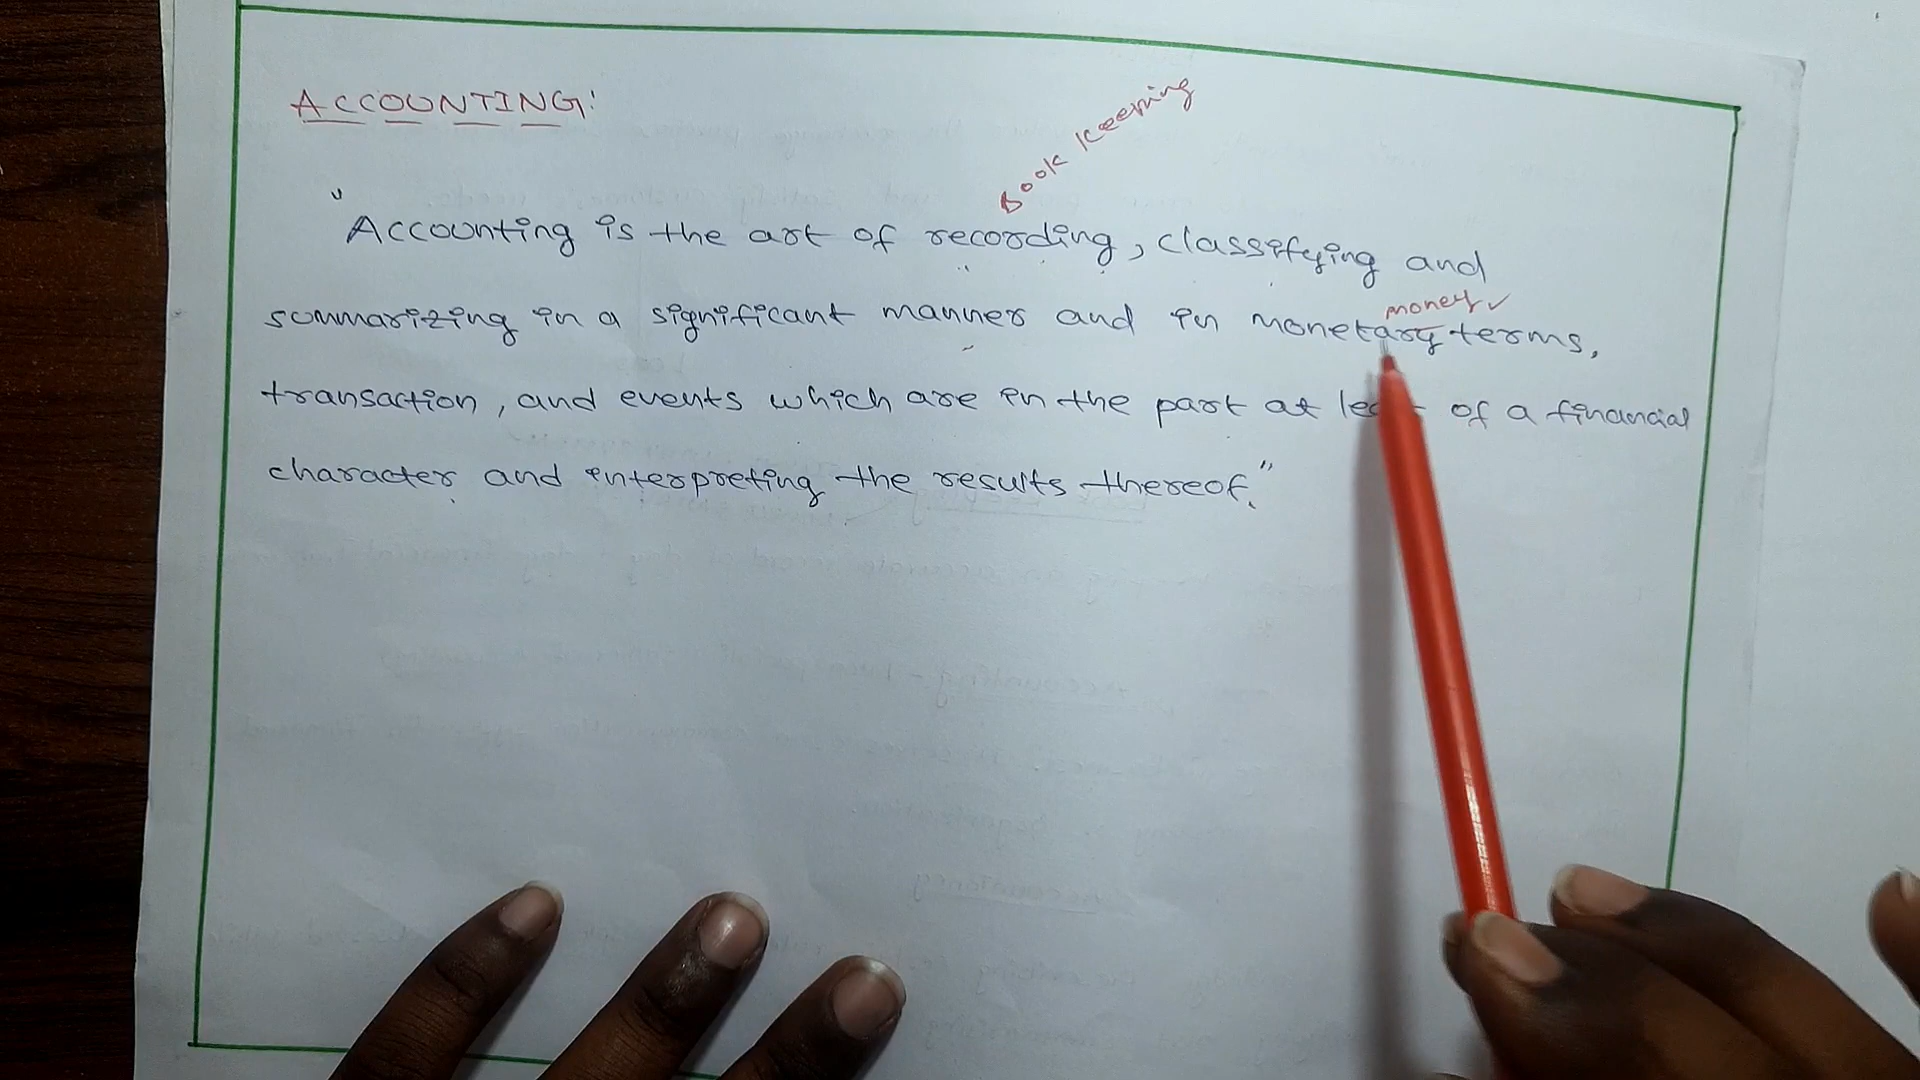 ACCOUNTING:
Book Keeping
"Accounting is the art of recording, classifying and
money ✓
summarizing in a significant manner and in monetary terms,
transaction, and events which are in the part at of a financial
character and interpreting the results thereof."